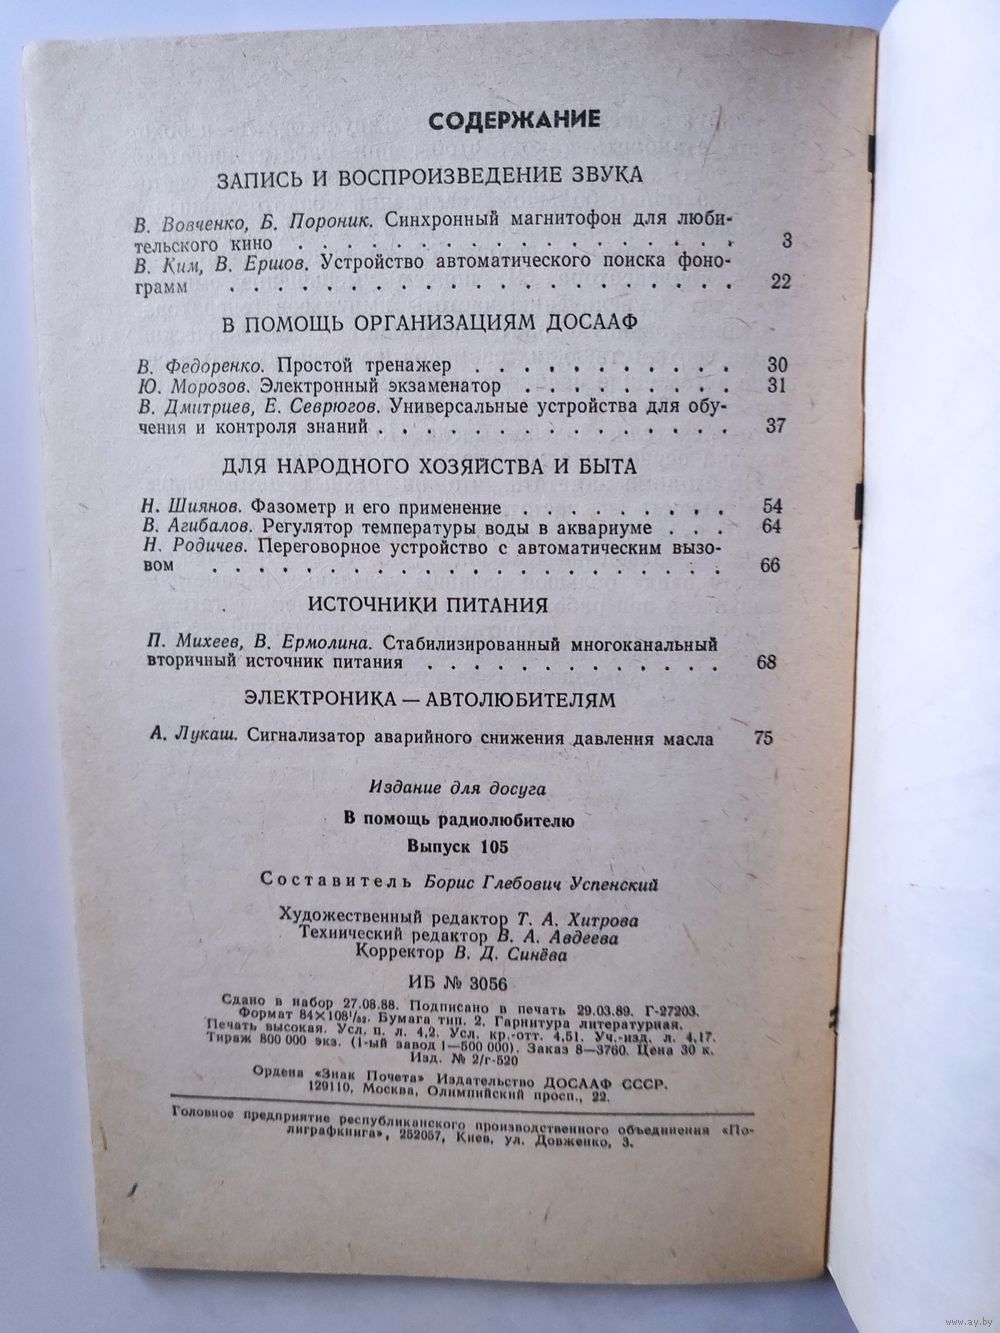 СОДЕРЖАНИЕ
ЗАПИСЬ И ВОСПРОИЗВЕДЕНИЕ ЗВУКА
В. Вовченко, Б. Пороник. Синхронный магнитофон для люби-
тельского кино . . . . . . . . . . . . . . . . 3
В. Ким, В. Ершов. Устройство автоматического поиска фоно-
грамм . . . . . . . . . . . . . . . . . . . . . 22
В ПОМОЩЬ ОРГАНИЗАЦИЯМ ДОСААФ
В. Федоренко. Простой тренажер . . . . . . . . . . . 30
Ю. Морозов. Электронный экзаменатор . . . . . . . . . 31
В. Дмитриев, Е. Севрюгов. Универсальные устройства для обу-
чения и контроля знаний . . . . . . . . . . . . . . . 37
ДЛЯ НАРОДНОГО ХОЗЯЙСТВА И БЫТА
Н. Шиянов. Фазометр и его применение . . . . . . . . . 54
В. Агибалов. Регулятор температуры воды в аквариуме . . . 64
Н. Родичев. Переговорное устройство с автоматическим вызо-
вом . . . . . . . . . . . . . . . . . . . . . . 66
ИСТОЧНИКИ ПИТАНИЯ
П. Михеев, В. Ермолина. Стабилизированный многоканальный
вторичный источник питания . . . . . . . . . . . . . 68
ЭЛЕКТРОНИКА — АВТОЛЮБИТЕЛЯМ
А. Лукаш. Сигнализатор аварийного снижения давления масла 75
Издание для досуга
В помощь радиолюбителю
Выпуск 105
Составитель Борис Глебович Успенский
Художественный редактор Т. А. Хитрова
Технический редактор В. А. Авдеева
Корректор В. Д. Синёва
ИБ № 3056
Сдано в набор 27.08.88. Подписано в печать 29.03.89. Г-27203.
Формат 84×108¹/₃₂. Бумага тип. 2. Гарнитура литературная.
Печать высокая. Усл. п. л. 4,2. Усл. кр.-отт. 4,51. Уч.-изд. л. 4,17.
Тираж 800 000 экз. (1-ый завод 1—500 000). Заказ 8—3760. Цена 30 к.
Изд. № 2/г-520
Ордена «Знак Почета» Издательство ДОСААФ СССР.
129110, Москва, Олимпийский просп., 22.
Головное предприятие республиканского производственного объединения «По-
лиграфкнига», 252057, Киев, ул. Довженко, 3.
www.ay.by